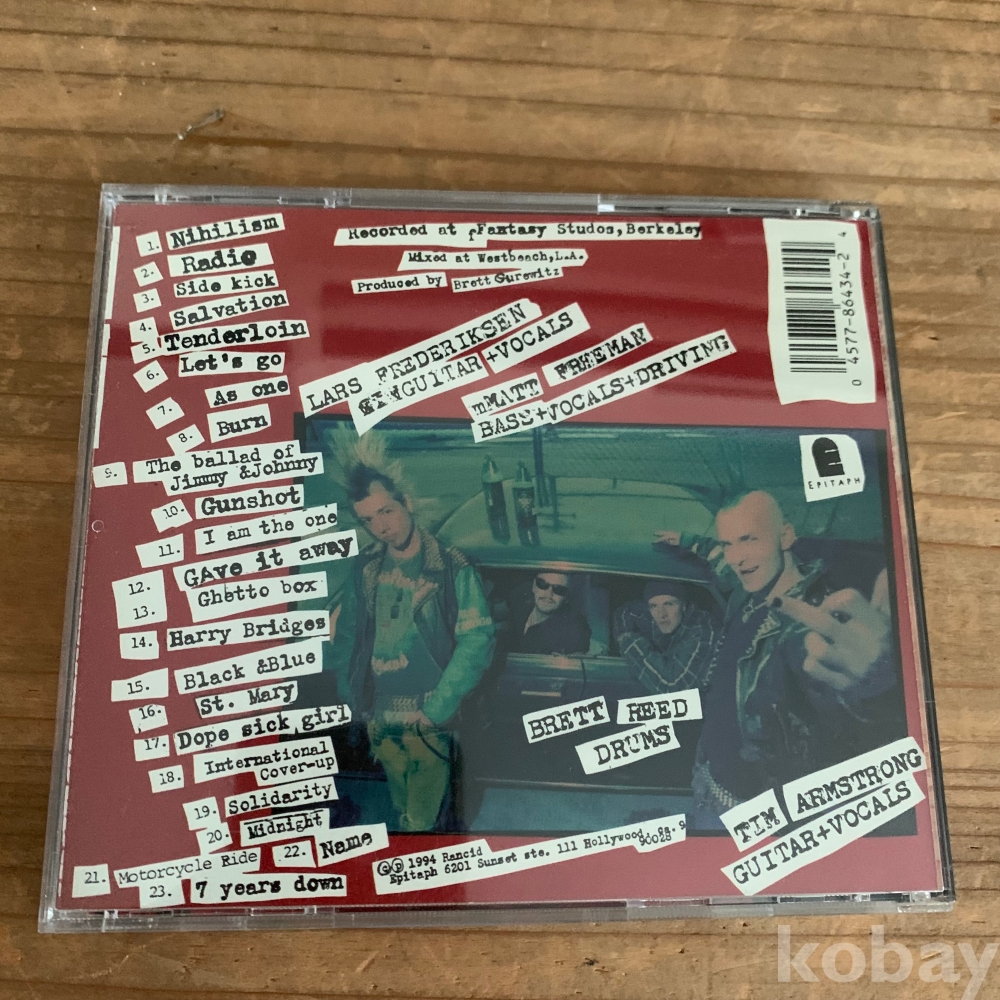 1. Nihilism
2. Radio
3. Side kick
4. Salvation
5. Tenderloin
6. Let's go
7. As one
8. Burn
9. The ballad of
Jimmy &Johnny
10. Gunshot
11. I am the one
12. GAve it away
13. Ghetto box
14. Harry Bridges
15. Black &Blue
16. St. Mary
17. Dope sick girl
18. International
Cover-up
19. Solidarity
20. Midnight
21. Motorcycle Ride
22. Name
23. 7 years down
Recorded at Fantasy Studos, Berkeley
Mixed at Westbeach, L.A.
Produced by Brett Gurewitz
LARS FREDERIKSEN
GUITAR +VOCALS
MATT FREEMAN
BASS+VOCALS+DRIVING
BRETT REED
DRUMS
TIM ARMSTRONG
GUITAR+VOCALS
0 4577-86434-2 4
EPITAPH
© ℗ 1994 Rancid
Epitaph 6201 Sunset ste. 111 Hollywood, ca. 9
90028
kobay